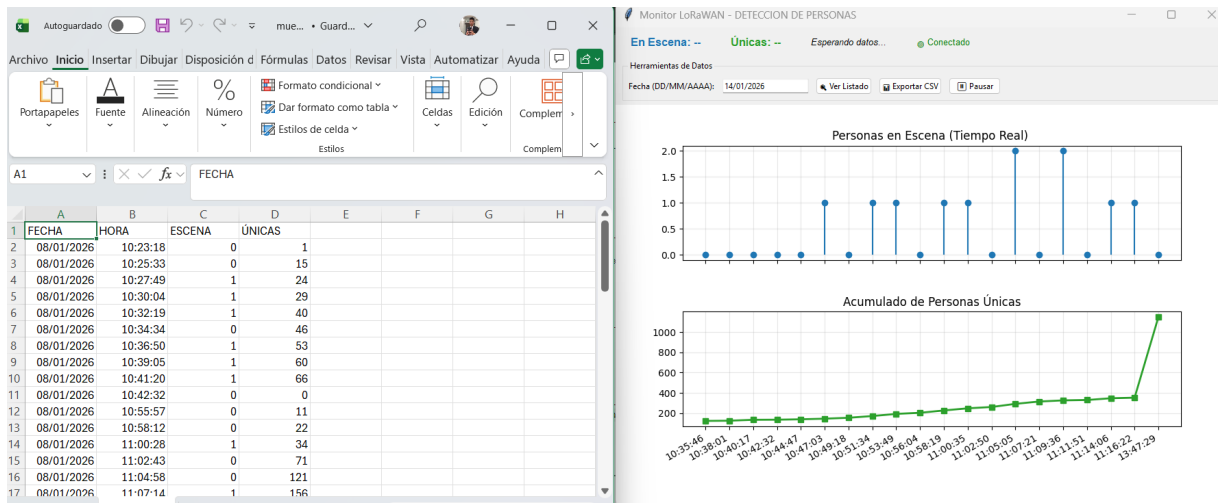 Autoguardado mue... • Guard...
Archivo Inicio Insertar Dibujar Disposición d Fórmulas Datos Revisar Vista Automatizar Ayuda
Portapapeles Fuente Alineación Número Formato condicional Dar formato como tabla Estilos de celda Celdas Edición Complem
Estilos Complem
A1 fx FECHA
A B C D E F G H
1 FECHA HORA ESCENA ÚNICAS
2 08/01/2026 10:23:18 0 1
3 08/01/2026 10:25:33 0 15
4 08/01/2026 10:27:49 1 24
5 08/01/2026 10:30:04 1 29
6 08/01/2026 10:32:19 1 40
7 08/01/2026 10:34:34 0 46
8 08/01/2026 10:36:50 1 53
9 08/01/2026 10:39:05 1 60
10 08/01/2026 10:41:20 1 66
11 08/01/2026 10:42:32 0 0
12 08/01/2026 10:55:57 0 11
13 08/01/2026 10:58:12 0 22
14 08/01/2026 11:00:28 1 34
15 08/01/2026 11:02:43 0 71
16 08/01/2026 11:04:58 0 121
17 08/01/2026 11:07:14 1 156
Monitor LoRaWAN - DETECCION DE PERSONAS
En Escena: -- Únicas: -- Esperando datos... Conectado
Herramientas de Datos
Fecha (DD/MM/AAAA): 14/01/2026 Ver Listado Exportar CSV Pausar
Personas en Escena (Tiempo Real)
2.0
1.5
1.0
0.5
0.0
Acumulado de Personas Únicas
1000
800
600
400
200
10:35:46 10:38:01 10:40:17 10:42:32 10:44:47 10:47:03 10:49:18 10:51:34 10:53:49 10:56:04 10:58:19 11:00:35 11:02:50 11:05:05 11:07:21 11:09:36 11:11:51 11:14:06 11:16:22 13:47:29